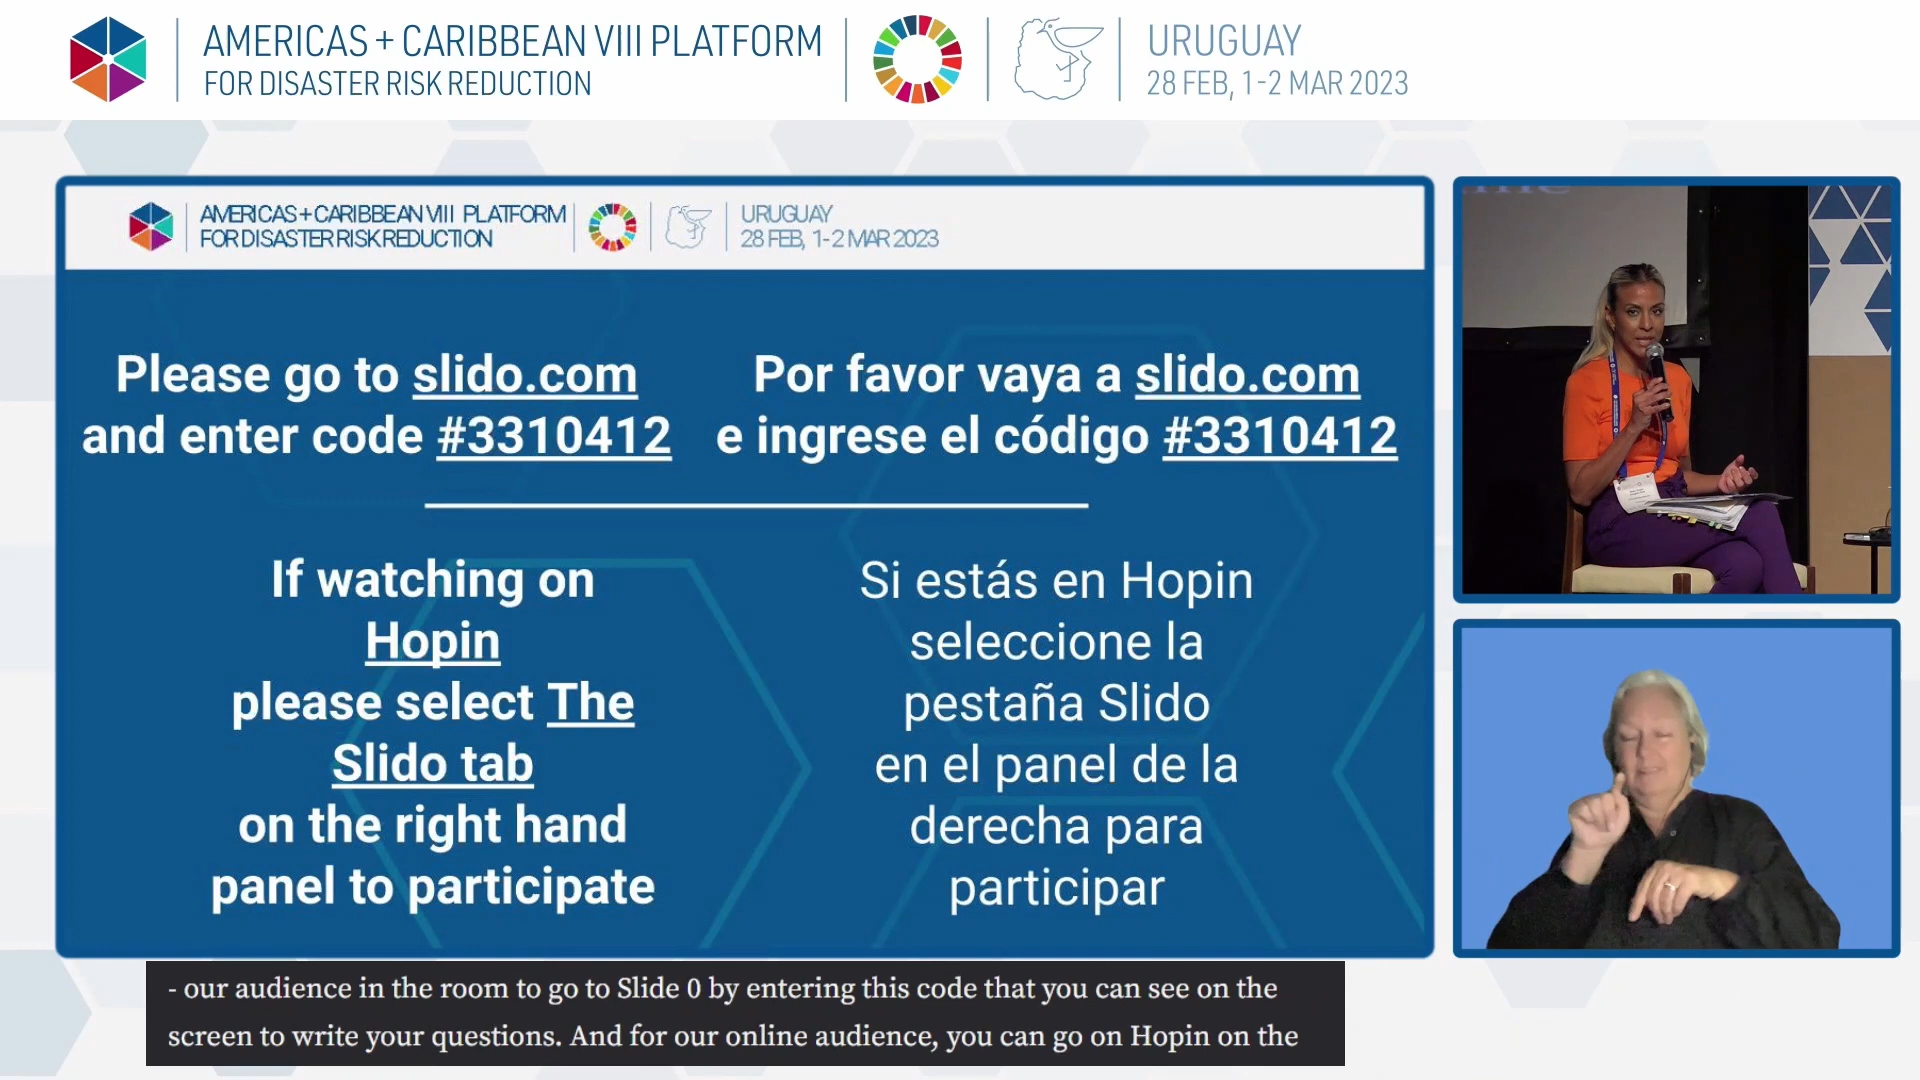 AMERICAS + CARIBBEAN VIII PLATFORM
FOR DISASTER RISK REDUCTION
URUGUAY
28 FEB, 1-2 MAR 2023
AMERICAS + CARIBBEAN VIII PLATFORM
FOR DISASTER RISK REDUCTION
URUGUAY
28 FEB, 1-2 MAR 2023
Please go to slido.com
and enter code #3310412
Por favor vaya a slido.com
e ingrese el código #3310412
If watching on
Hopin
please select The
Slido tab
on the right hand
panel to participate
Si estás en Hopin
seleccione la
pestaña Slido
en el panel de la
derecha para
participar
- our audience in the room to go to Slide 0 by entering this code that you can see on the
screen to write your questions. And for our online audience, you can go on Hopin on the